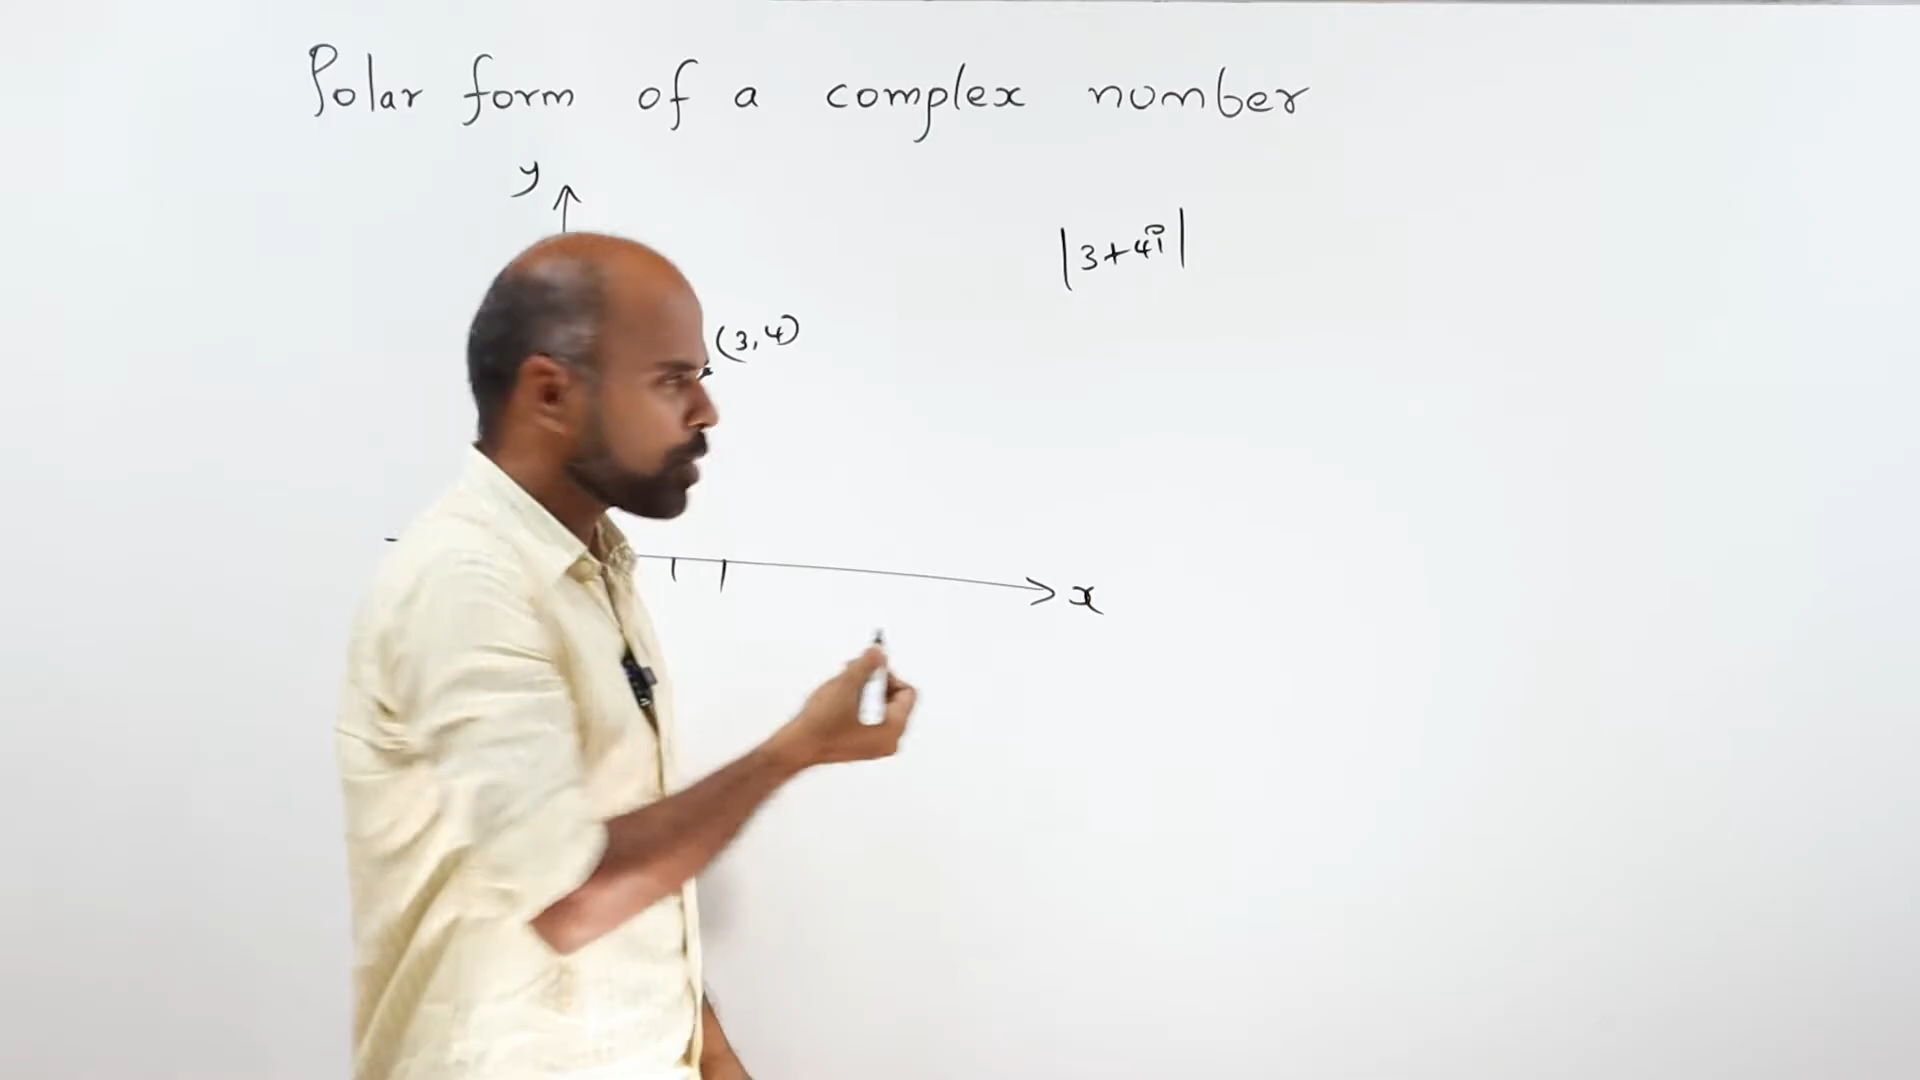 Polar form of a complex number
y
|3+4i|
(3,4)
x